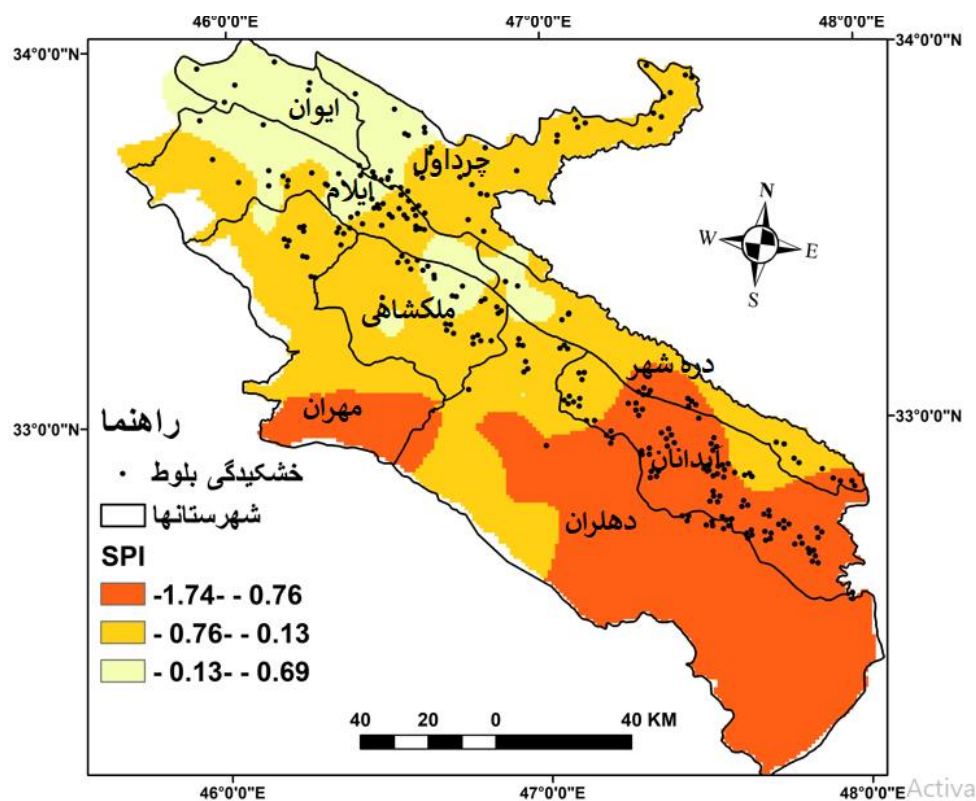 46°0'0"E 47°0'0"E 48°0'0"E
34°0'0"N 34°0'0"N
ایوان
چرداول
ایلام
N
W E
S
ملکشاهی
دره شهر
مهران
33°0'0"N 33°0'0"N
راهنما
آبدانان
خشکیدگی بلوط
شهرستانها
دهلران
SPI
-1.74- - 0.76
- 0.76- - 0.13
- 0.13- - 0.69
40 20 0 40 KM
46°0'0"E 47°0'0"E 48°0'0"E
Activa